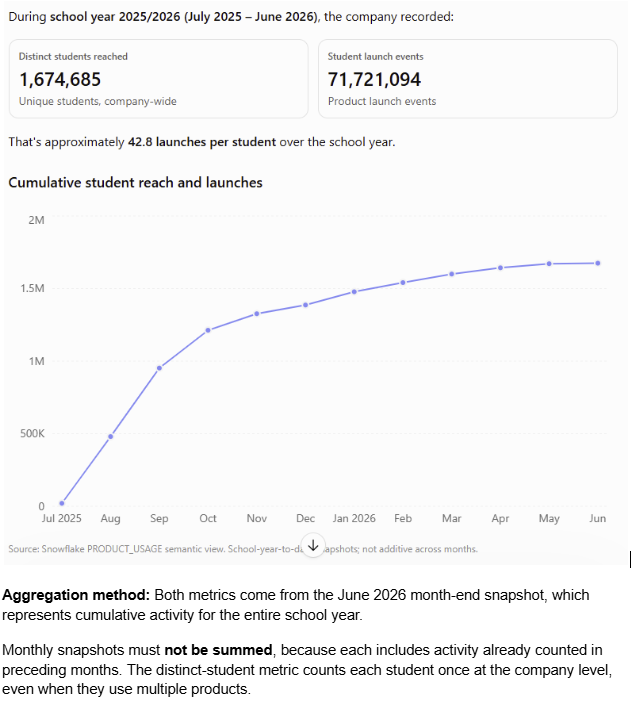 During school year 2025/2026 (July 2025 – June 2026), the company recorded:
Distinct students reached
1,674,685
Unique students, company-wide
Student launch events
71,721,094
Product launch events
That's approximately 42.8 launches per student over the school year.
Cumulative student reach and launches
2M
1.5M
1M
500K
0
Jul 2025 Aug Sep Oct Nov Dec Jan 2026 Feb Mar Apr May Jun
Source: Snowflake PRODUCT_USAGE semantic view. School-year-to- snapshots; not additive across months.
Aggregation method: Both metrics come from the June 2026 month-end snapshot, which
represents cumulative activity for the entire school year.
Monthly snapshots must not be summed, because each includes activity already counted in
preceding months. The distinct-student metric counts each student once at the company level,
even when they use multiple products.